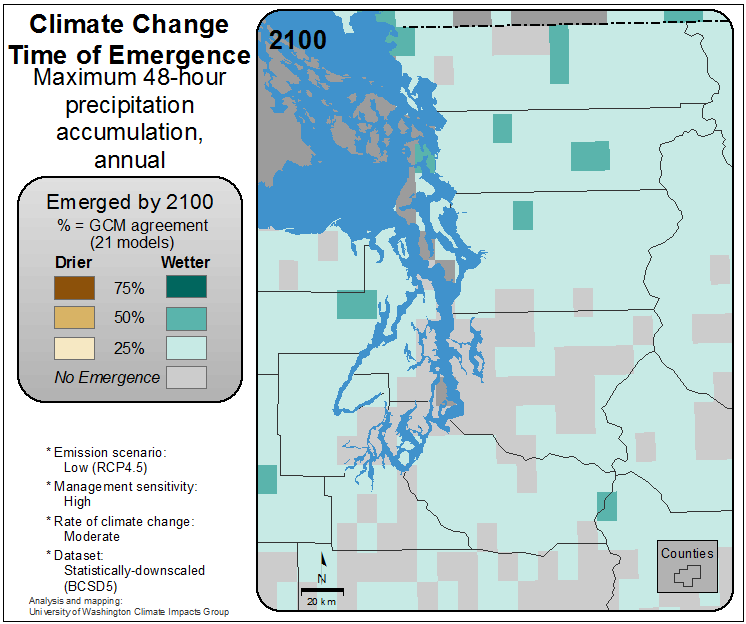 Climate Change
Time of Emergence
Maximum 48-hour
precipitation
accumulation,
annual
Emerged by 2100
% = GCM agreement
(21 models)
Drier Wetter
75%
50%
25%
No Emergence
* Emission scenario:
Low (RCP4.5)
* Management sensitivity:
High
* Rate of climate change:
Moderate
* Dataset:
Statistically-downscaled
(BCSD5)
Analysis and mapping:
University of Washington Climate Impacts Group
2100
N
20 km
Counties